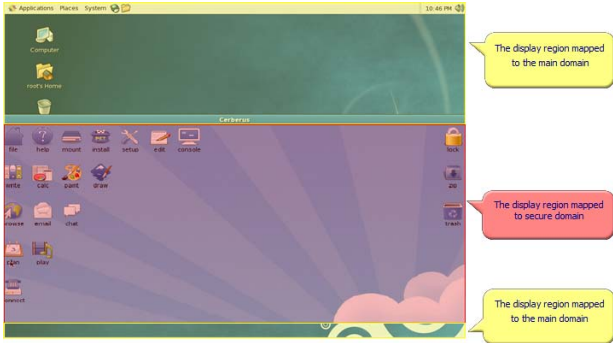 Applications Places System 10:46 PM
Computer
root's Home
Cerberus
file help mount install setup edit console lock
write calc paint draw zip
browse email chat trash
plan play
connect
The display region mapped
to the main domain
The display region mapped
to secure domain
The display region mapped
to the main domain